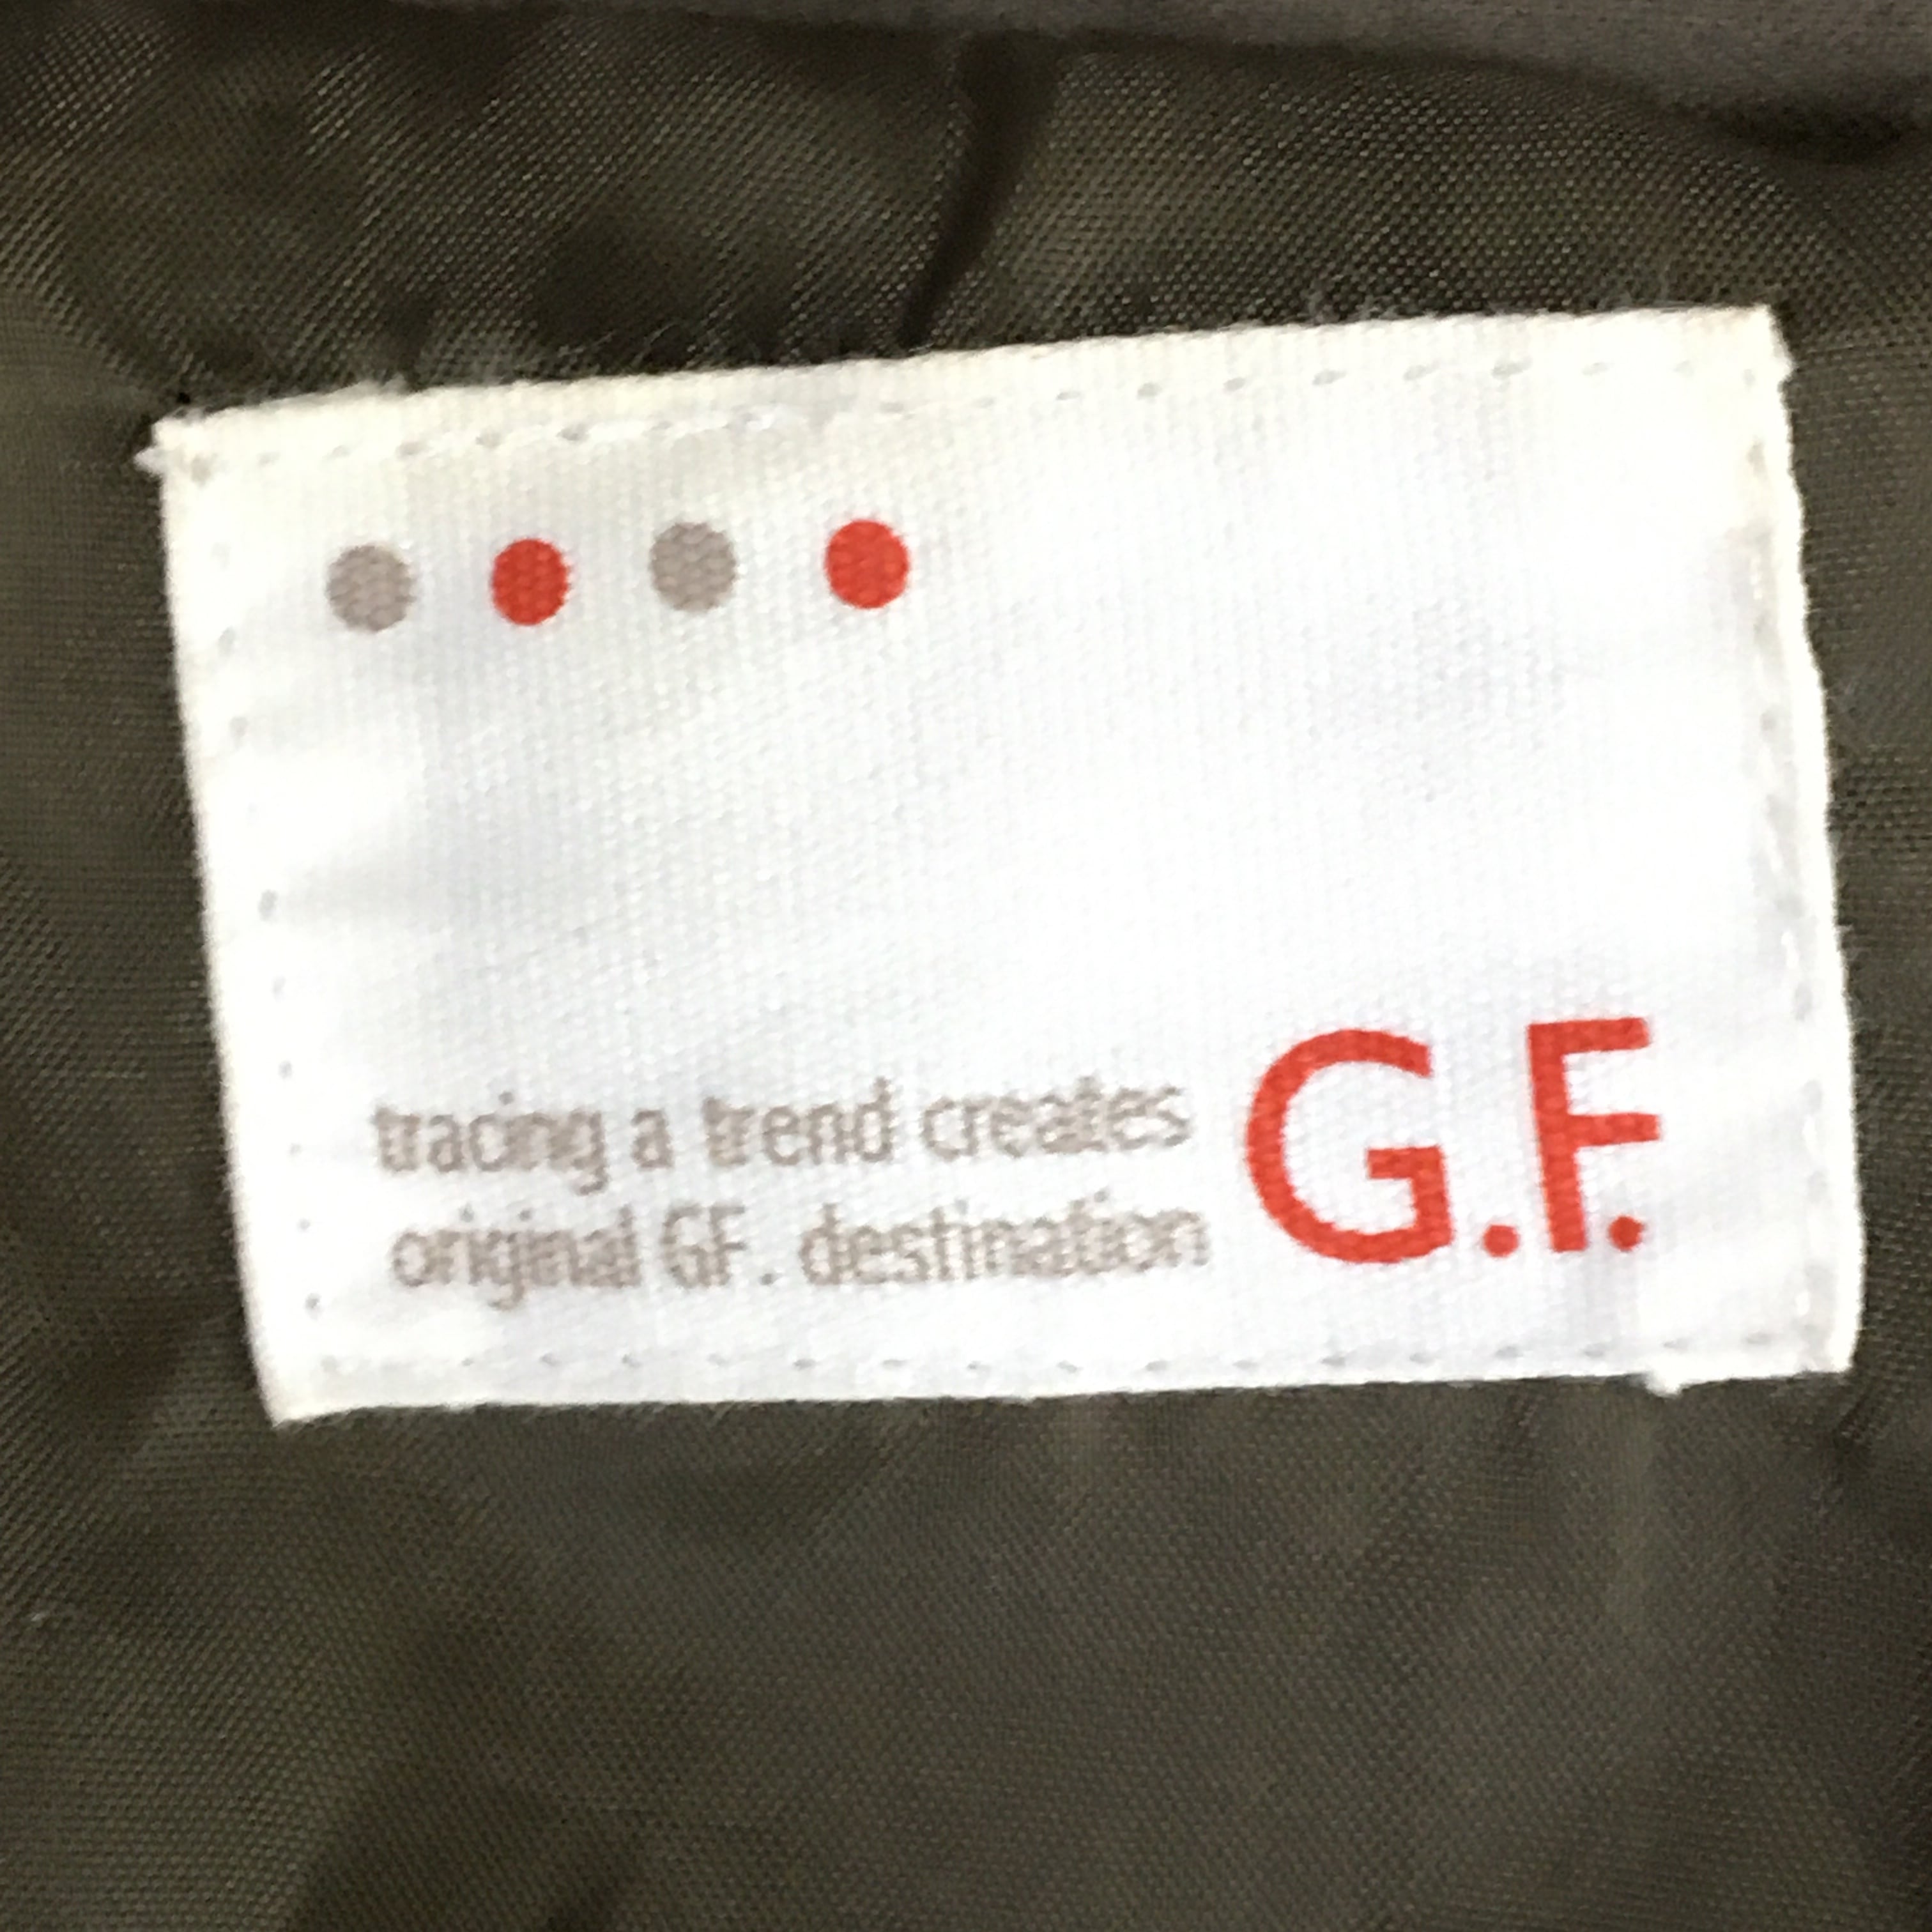 tracing a trend creates
original GF. destination
G.F.